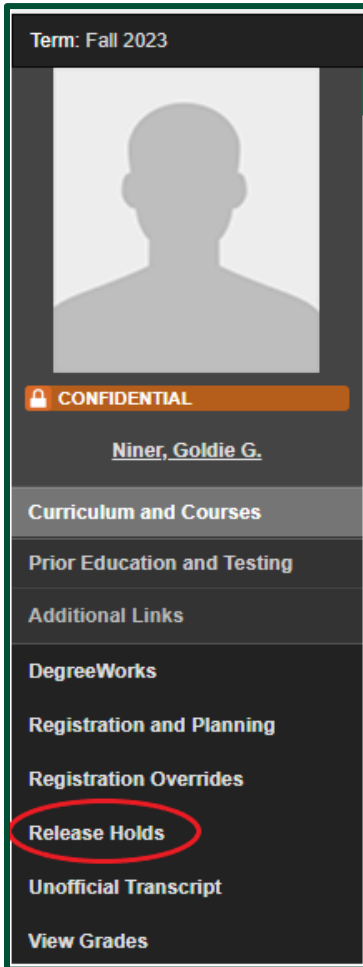 Term: Fall 2023
CONFIDENTIAL
Niner, Goldie G.
Curriculum and Courses
Prior Education and Testing
Additional Links
DegreeWorks
Registration and Planning
Registration Overrides
Release Holds
Unofficial Transcript
View Grades